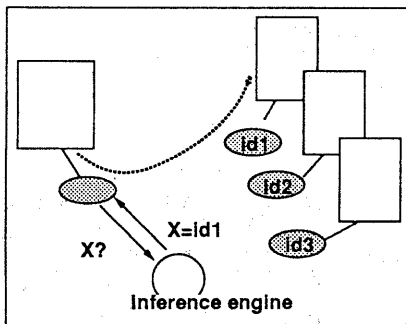 id1
id2
X=id1
id3
X?
Inference engine